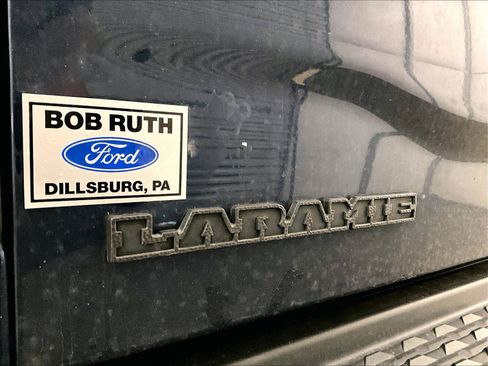 BOB RUTH
Ford
DILLSBURG, PA
LARAMIE